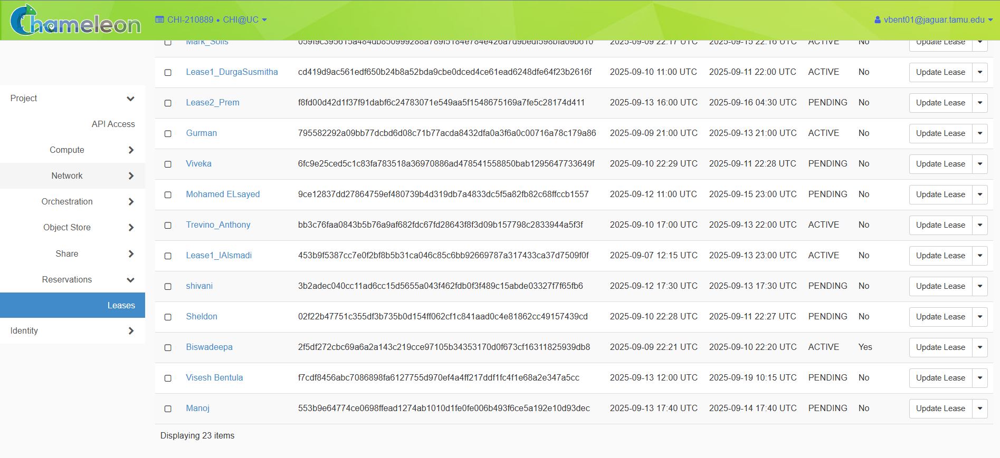 Chameleon
CHI-210889 • CHI@UC
vbent01@jaguar.tamu.edu
Project
API Access
Compute
Network
Orchestration
Object Store
Share
Reservations
Leases
Identity
Mark_Solis 2025-09-09 22:17 UTC 2025-09-15 22:16 UTC ACTIVE No Update Lease
Lease1_DurgaSusmitha cd419d9ac561edf650b24b8a52bda9cbe0dced4ce61ead6248dfe64f23b2616f 2025-09-10 11:00 UTC 2025-09-11 22:00 UTC ACTIVE No Update Lease
Lease2_Prem f8fd00d42d1f37f91dabf6c24783071e549aa5f1548675169a7fe5c28174d411 2025-09-13 16:00 UTC 2025-09-16 04:30 UTC PENDING No Update Lease
Gurman 795582292a09bb77dcbd6d08c71b77acda8432dfa0a3f6a0c00716a78c179a86 2025-09-09 21:00 UTC 2025-09-13 21:00 UTC ACTIVE No Update Lease
Viveka 6fc9e25ced5c1c83fa783518a36970886ad478541558850bab1295647733649f 2025-09-10 22:29 UTC 2025-09-11 22:28 UTC PENDING No Update Lease
Mohamed ELsayed 9ce12837dd27864759ef480739b4d319db7a4833dc5f5a82fb82c68ffccb1557 2025-09-12 11:00 UTC 2025-09-15 23:00 UTC PENDING No Update Lease
Trevino_Anthony bb3c76faa0843b5b76a9af682fdc67fd28643f8f3d09b157798c2833944a5f3f 2025-09-10 17:00 UTC 2025-09-13 22:00 UTC ACTIVE No Update Lease
Lease1_IAlsmadi 453b9f5387cc7e0f2bf8b5b31ca046c85c6bb92669787a317433ca37d7509f0f 2025-09-07 12:15 UTC 2025-09-13 23:00 UTC ACTIVE No Update Lease
shivani 3b2adec040cc11ad6cc15d5655a043f462fdb0f3f489c15abde03327f7f65fb6 2025-09-12 17:30 UTC 2025-09-13 17:30 UTC PENDING No Update Lease
Sheldon 02f22b47751c355df3b735b0d154ff062cf1c841aad0c4e81862cc49157439cd 2025-09-10 22:28 UTC 2025-09-11 22:27 UTC PENDING No Update Lease
Biswadeepa 2f5df272cbc69a6a2a143c219cce97105b34353170d0f673cf16311825939db8 2025-09-09 22:21 UTC 2025-09-10 22:20 UTC ACTIVE Yes Update Lease
Visesh Bentula f7cdf8456abc7086898fa6127755d970ef4a4ff217ddf1fc4f1e68a2e347a5cc 2025-09-13 12:00 UTC 2025-09-19 10:15 UTC PENDING No Update Lease
Manoj 553b9e64774ce0698ffead1274ab1010d1fe0fe006b493f6ce5a192e10d93dec 2025-09-13 17:40 UTC 2025-09-14 17:40 UTC PENDING No Update Lease
Displaying 23 items